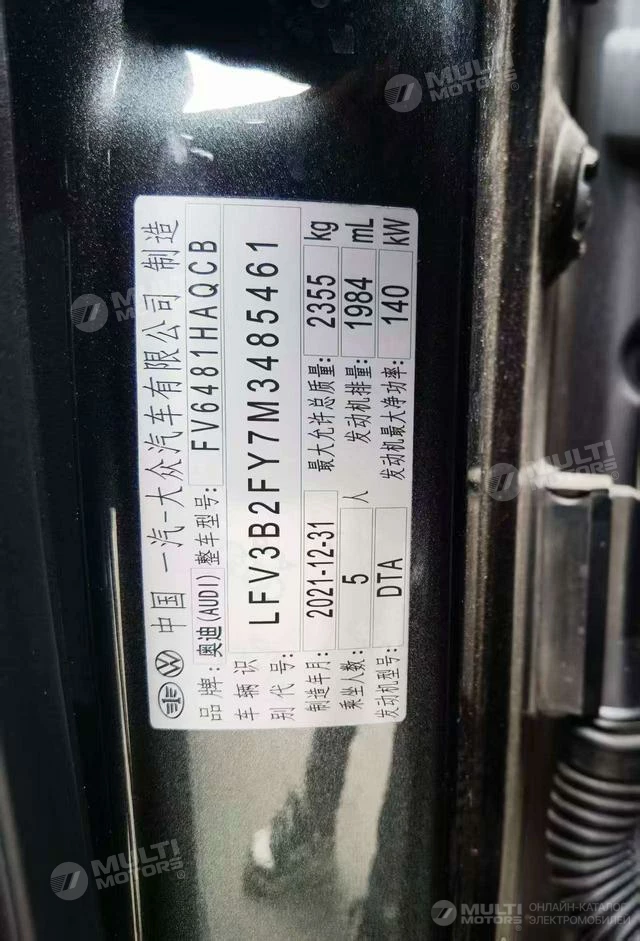 中国 一汽-大众汽车有限公司 制造
品牌: 奥迪(AUDI) 整车型号: FV6481HAQCB
车辆识别代号: LFV3B2FY7M3485461
制造年月: 2021-12-31 最大允许总质量: 2355 kg
乘坐人数: 5 人 发动机排量: 1984 mL
发动机型号: DTA 发动机最大净功率: 140 kW
MULTI MOTORS®
MULTI MOTORS
MULTI MOTORS®
MULTI MOTORS®
MULTI MOTORS
ОНЛАЙН-КАТАЛОГ
ЭЛЕКТРОМОБИЛЕЙ